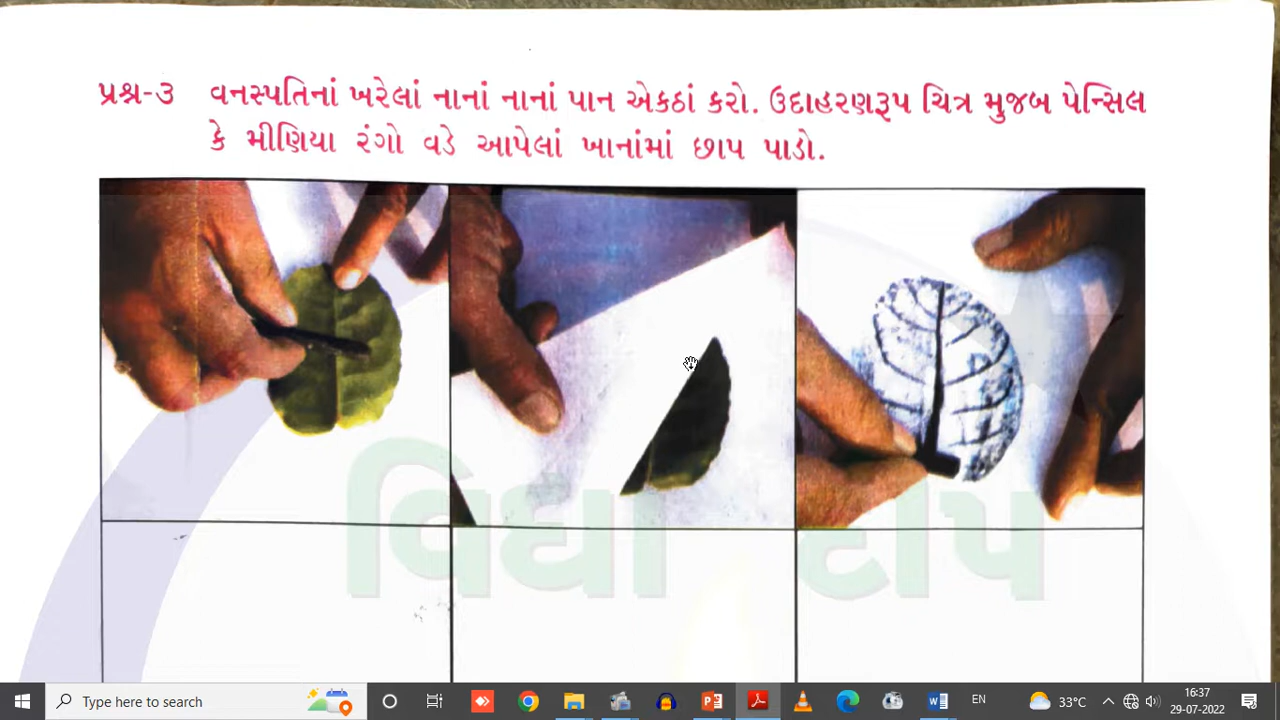 પ્રશ્ન-૩ વનસ્પતિનાં ખરેલાં નાનાં નાનાં પાન એકઠાં કરો. ઉદાહરણરૂપ ચિત્ર મુજબ પેન્સિલ
કે મીણિયા રંગો વડે આપેલાં ખાનાંમાં છાપ પાડો.
વિદ્યા ટોપ
Type here to search
33°C
EN
16:37
29-07-2022